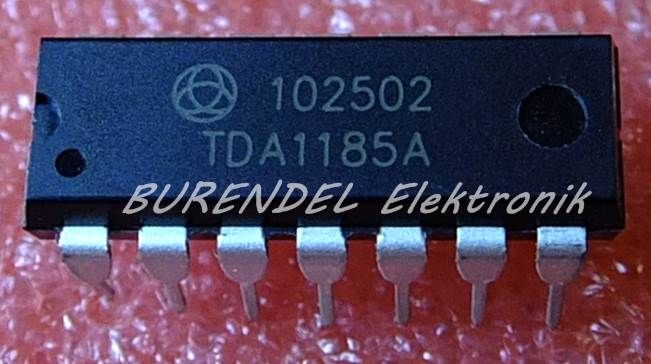 102502
TDA1185A
BURENDEL Elektronik